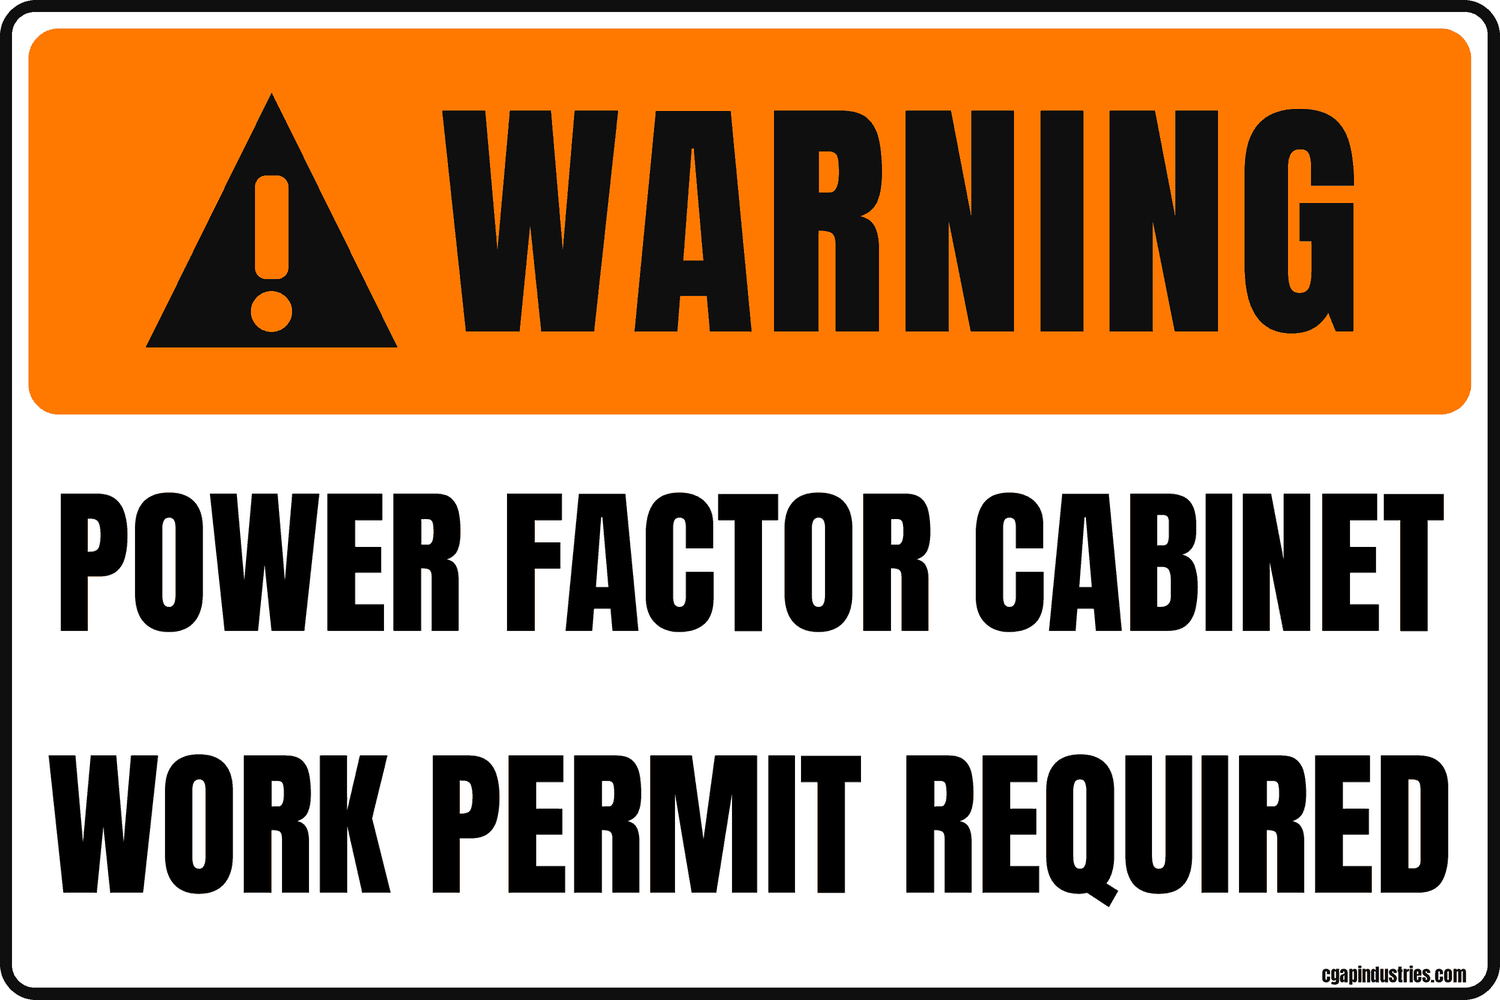 WARNING
POWER FACTOR CABINET
WORK PERMIT REQUIRED
cgapindustries.com